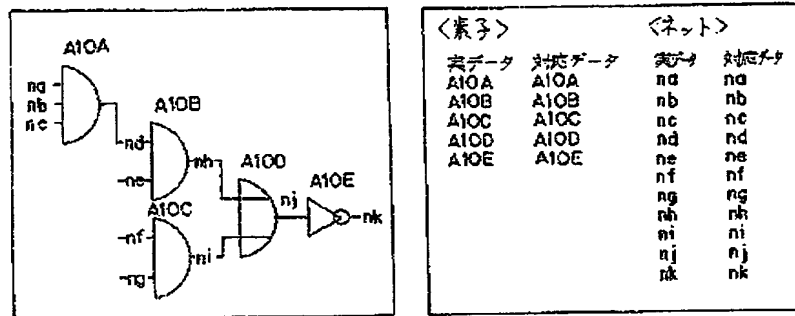 A10A
na
nb
nc
A10B
nd
ne
nh
A10C
nf
ng
ni
A10D
nj
A10E
nk
<素子> <ネット>
実データ 対応データ 実データ 対応データ
A10A A10A na na
A10B A10B nb nb
A10C A10C nc nc
A10D A10D nd nd
A10E A10E ne ne
nf nf
ng ng
nh nh
ni ni
nj nj
nk nk